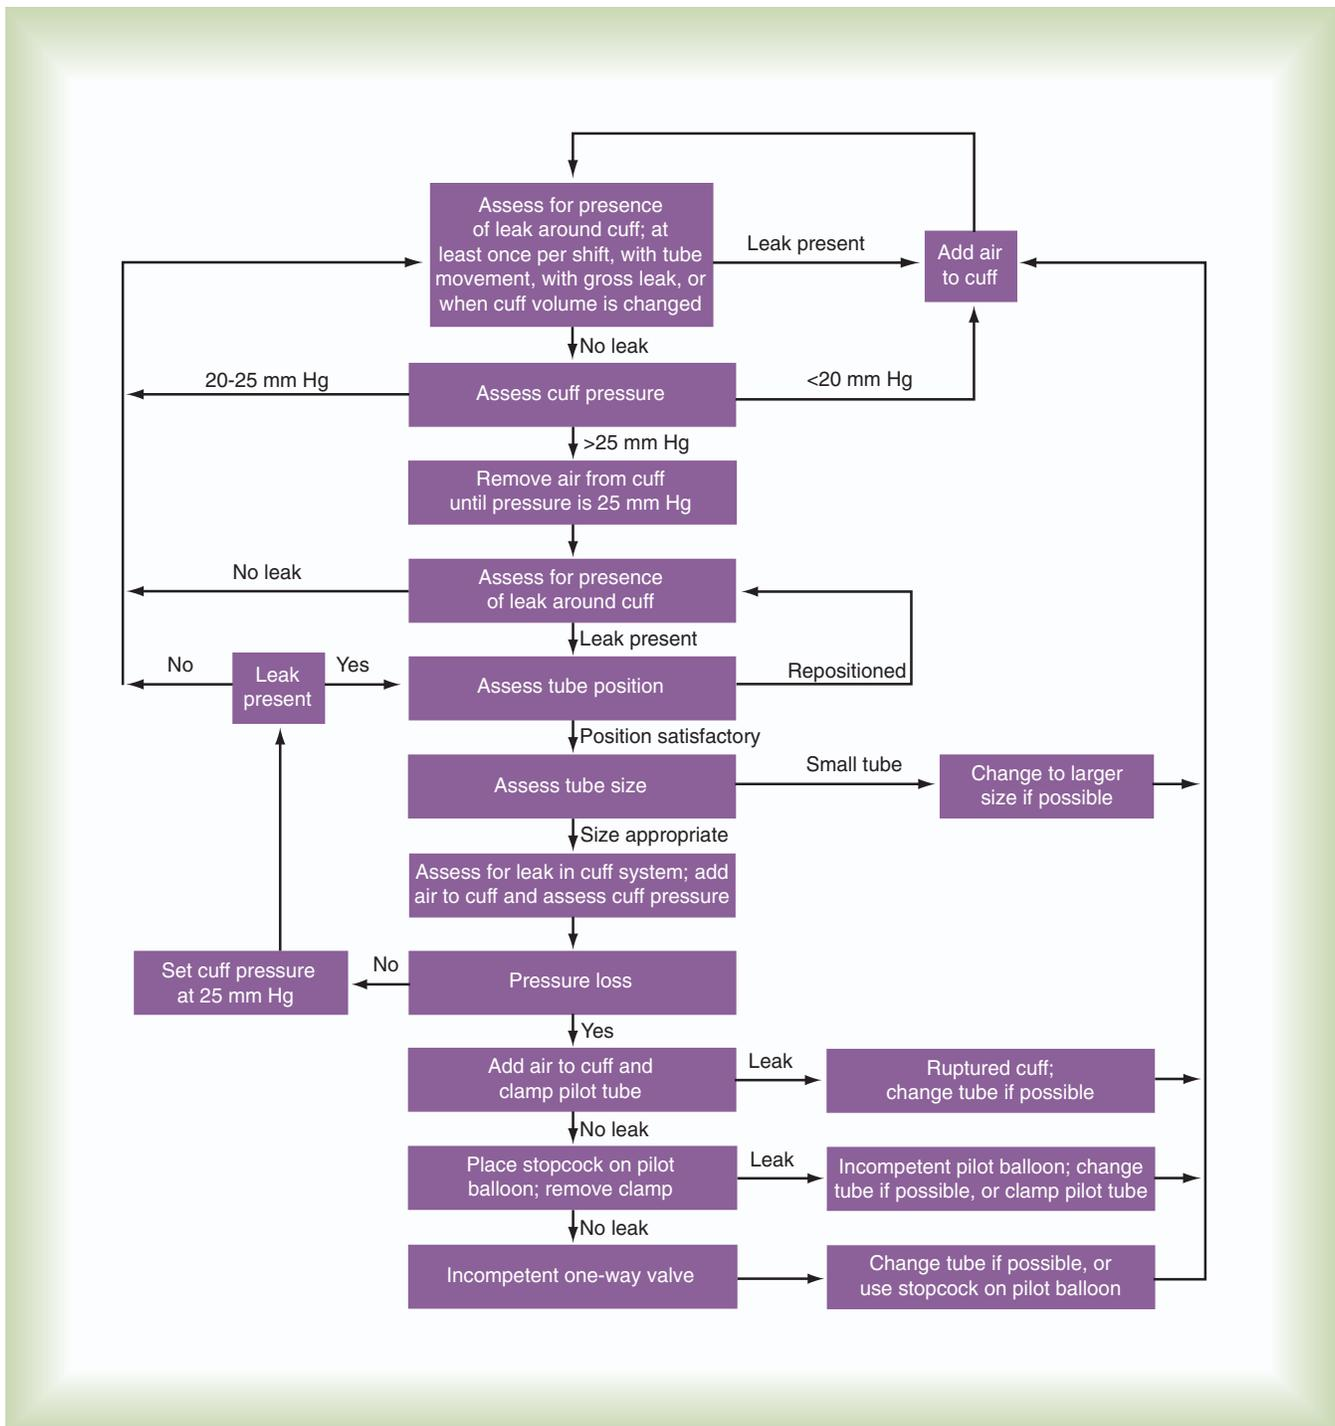 Assess for presence
of leak around cuff; at
least once per shift, with tube
movement, with gross leak, or
when cuff volume is changed
Leak present
Add air
to cuff
No leak
20-25 mm Hg
Assess cuff pressure
<20 mm Hg
>25 mm Hg
Remove air from cuff
until pressure is 25 mm Hg
No leak
Assess for presence
of leak around cuff
Leak present
No
Leak
present
Yes
Assess tube position
Repositioned
Position satisfactory
Assess tube size
Small tube
Change to larger
size if possible
Size appropriate
Assess for leak in cuff system; add
air to cuff and assess cuff pressure
Set cuff pressure
at 25 mm Hg
No
Pressure loss
Yes
Add air to cuff and
clamp pilot tube
Leak
Ruptured cuff;
change tube if possible
No leak
Place stopcock on pilot
balloon; remove clamp
Leak
Incompetent pilot balloon; change
tube if possible, or clamp pilot tube
No leak
Incompetent one-way valve
Change tube if possible, or
use stopcock on pilot balloon